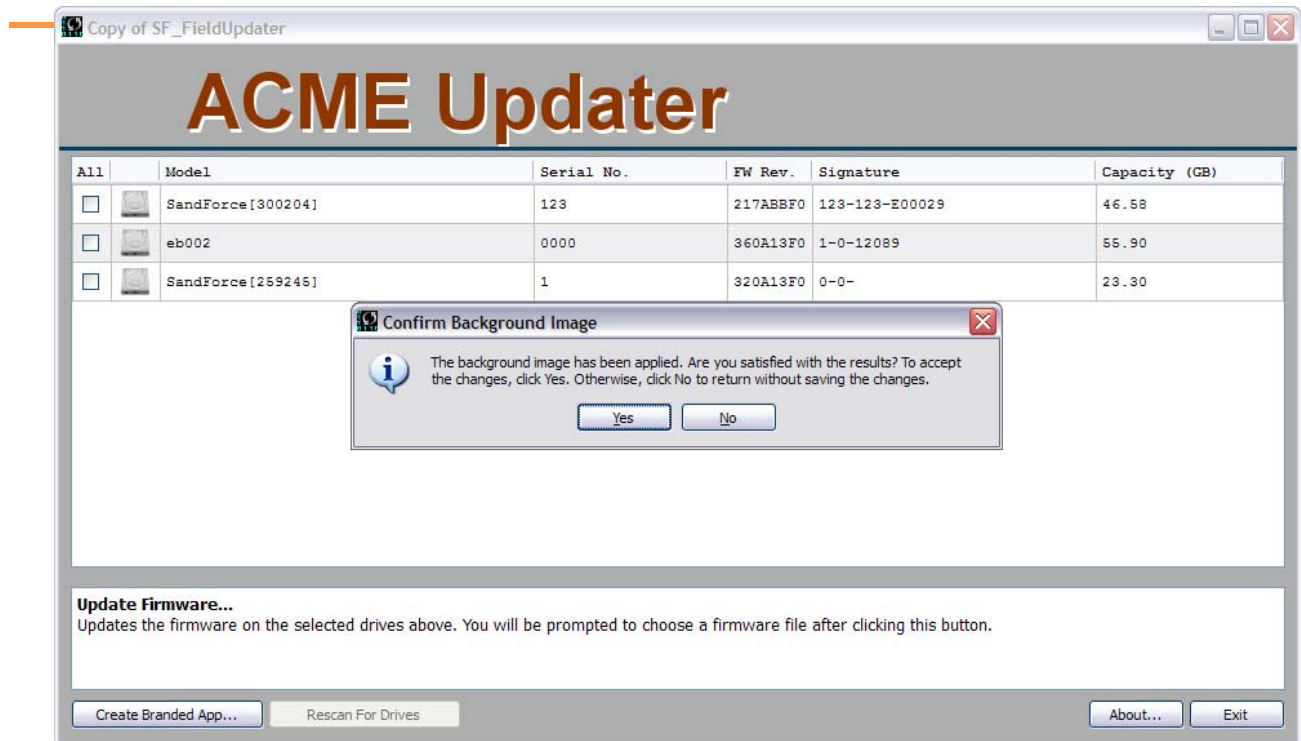 Copy of SF_FieldUpdater
ACME Updater
All Model Serial No. FW Rev. Signature Capacity (GB)
SandForce[300204] 123 217ABBF0 123-123-E00029 46.58
eb002 0000 360A13F0 1-0-12089 55.90
SandForce[259245] 1 320A13F0 0-0- 23.30
Confirm Background Image
The background image has been applied. Are you satisfied with the results? To accept
the changes, click Yes. Otherwise, click No to return without saving the changes.
Yes No
Update Firmware...
Updates the firmware on the selected drives above. You will be prompted to choose a firmware file after clicking this button.
Create Branded App... Rescan For Drives About... Exit